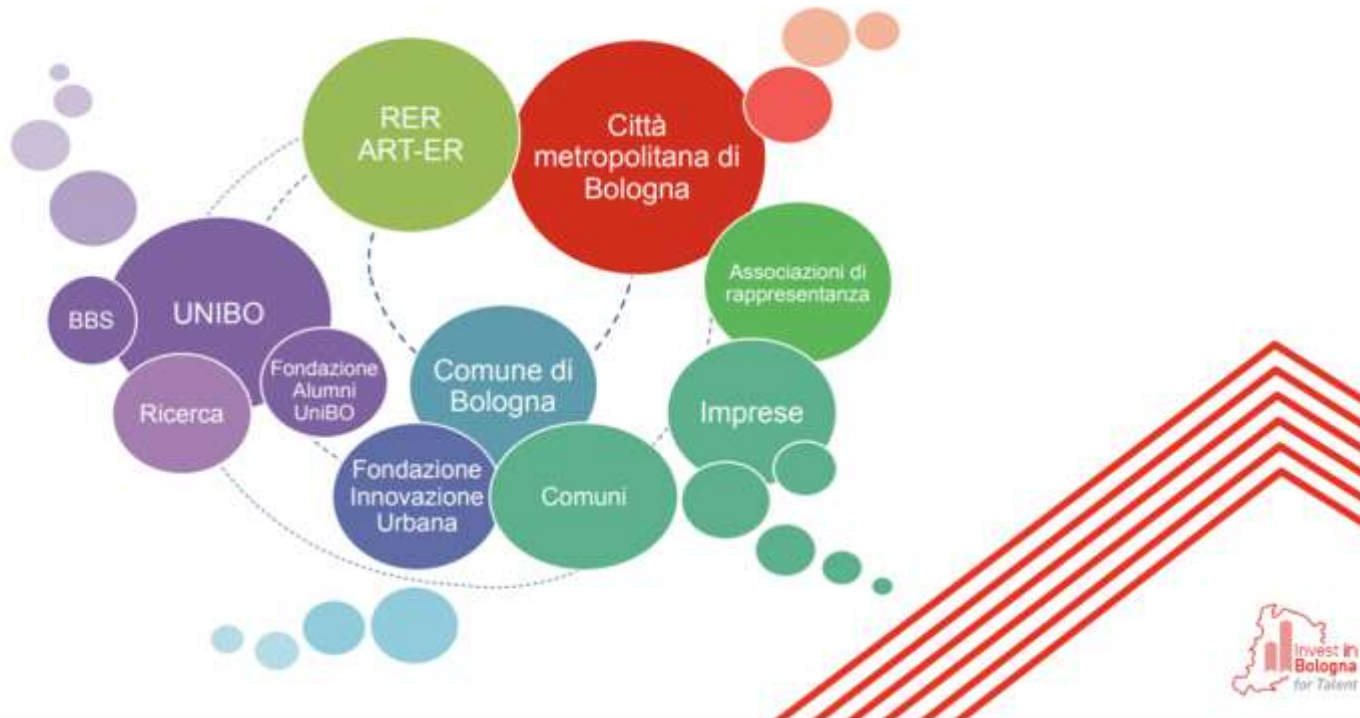 RER
ART-ER
Città
metropolitana di
Bologna
Associazioni di
rappresentanza
BBS
UNIBO
Fondazione
Alumni
UniBO
Ricerca
Comune di
Bologna
Imprese
Fondazione
Innovazione
Urbana
Comuni
Invest in
Bologna
for Talent